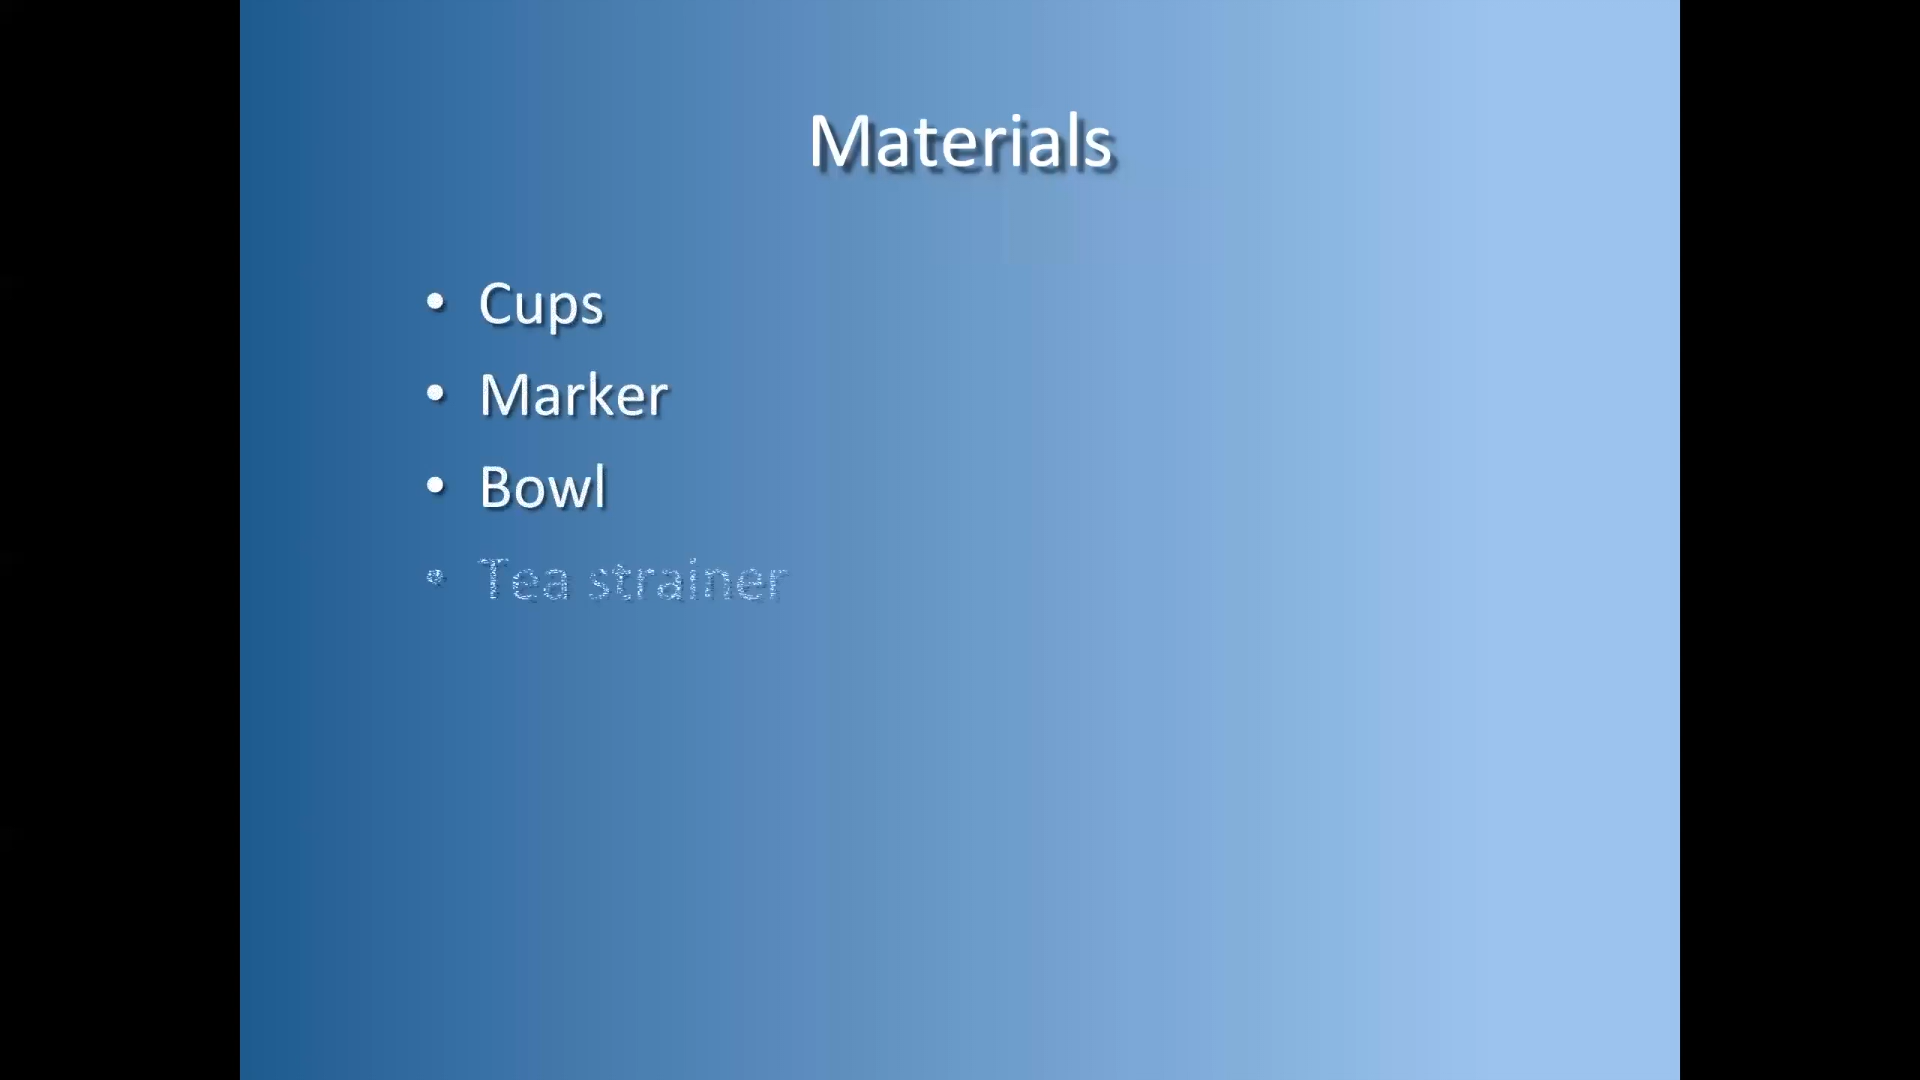 Materials
• Cups
• Marker
• Bowl
• Tea strainer